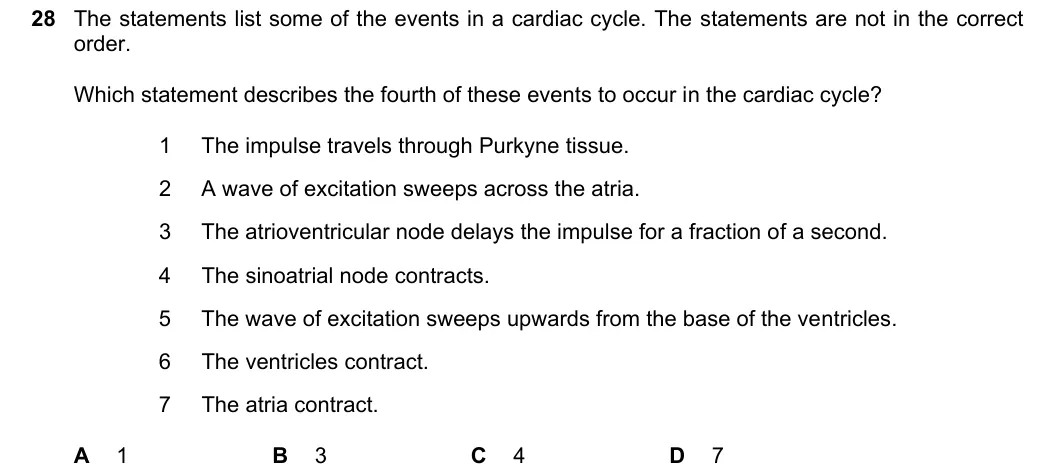 28 The statements list some of the events in a cardiac cycle. The statements are not in the correct
order.
Which statement describes the fourth of these events to occur in the cardiac cycle?
1 The impulse travels through Purkyne tissue.
2 A wave of excitation sweeps across the atria.
3 The atrioventricular node delays the impulse for a fraction of a second.
4 The sinoatrial node contracts.
5 The wave of excitation sweeps upwards from the base of the ventricles.
6 The ventricles contract.
7 The atria contract.
A 1 B 3 C 4 D 7